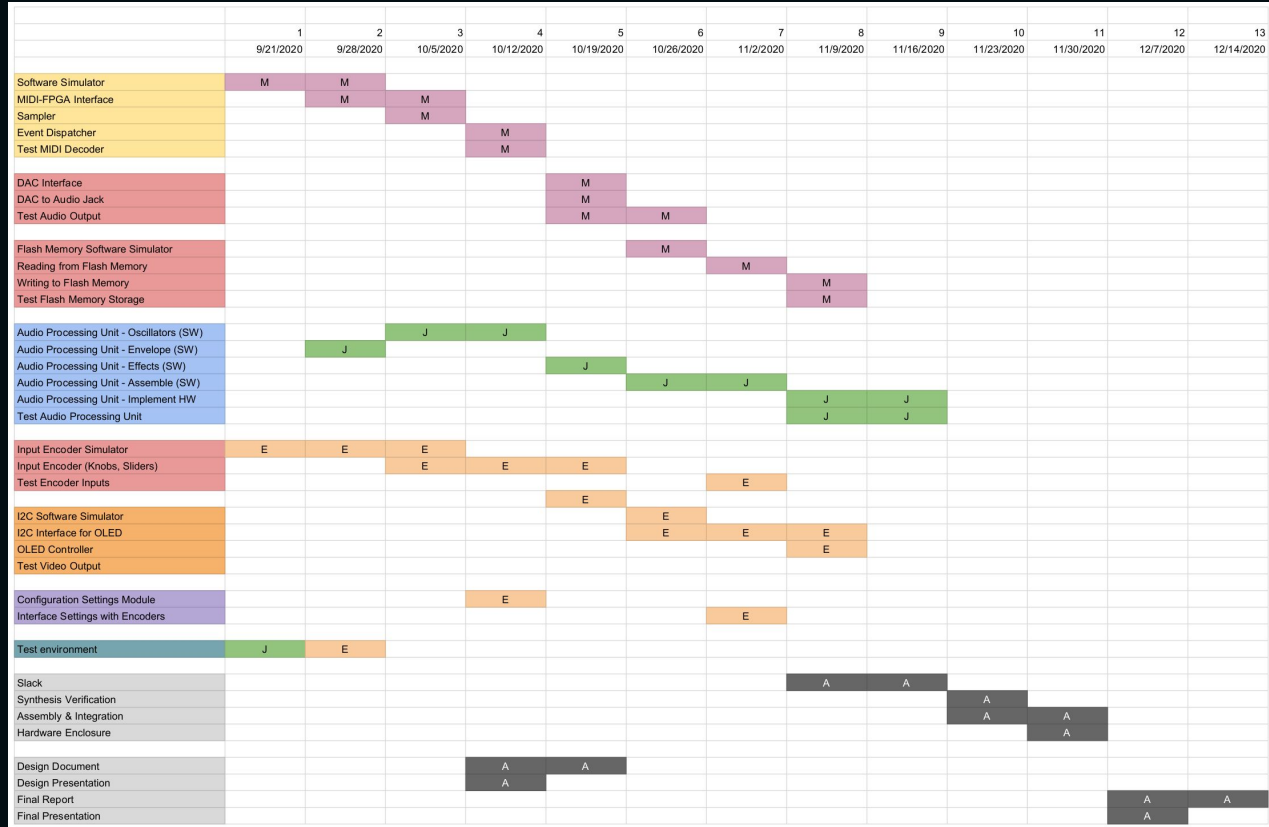 1 2 3 4 5 6 7 8 9 10 11 12 13
9/21/2020 9/28/2020 10/5/2020 10/12/2020 10/19/2020 10/26/2020 11/2/2020 11/9/2020 11/16/2020 11/23/2020 11/30/2020 12/7/2020 12/14/2020
Software Simulator M M
MIDI-FPGA Interface M M
Sampler M
Event Dispatcher M
Test MIDI Decoder M
DAC Interface M
DAC to Audio Jack M
Test Audio Output M M
Flash Memory Software Simulator M
Reading from Flash Memory M
Writing to Flash Memory M
Test Flash Memory Storage M
Audio Processing Unit - Oscillators (SW) J J
Audio Processing Unit - Envelope (SW) J
Audio Processing Unit - Effects (SW) J
Audio Processing Unit - Assemble (SW) J J
Audio Processing Unit - Implement HW J J
Test Audio Processing Unit J J
Input Encoder Simulator E E E
Input Encoder (Knobs, Sliders) E E E
Test Encoder Inputs E
E
I2C Software Simulator E
I2C Interface for OLED E E E
OLED Controller E
Test Video Output
Configuration Settings Module E
Interface Settings with Encoders E
Test environment J E
Slack A A
Synthesis Verification A
Assembly & Integration A A
Hardware Enclosure A
Design Document A A
Design Presentation A
Final Report A A
Final Presentation A